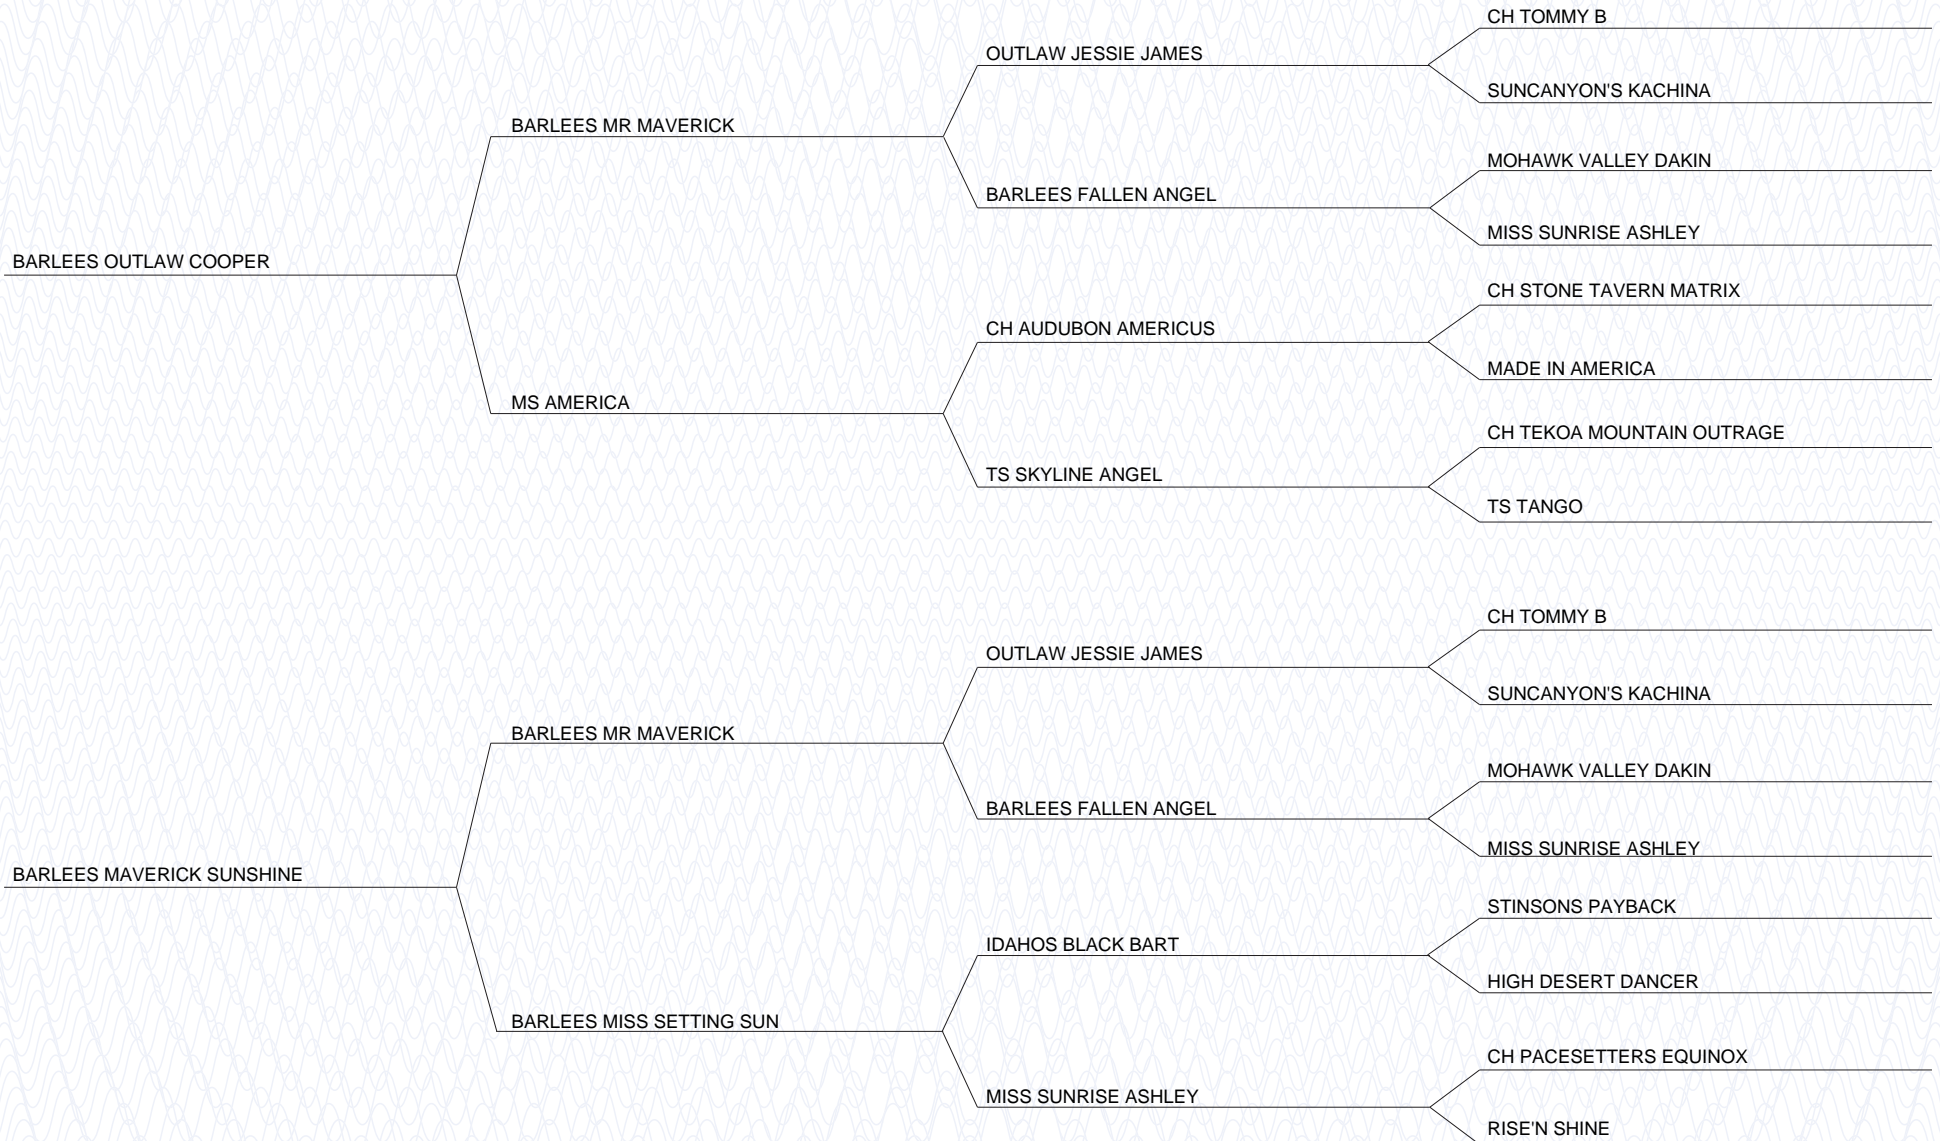 CH TOMMY B
OUTLAW JESSIE JAMES
SUNCANYON'S KACHINA
BARLEES MR MAVERICK
MOHAWK VALLEY DAKIN
BARLEES FALLEN ANGEL
MISS SUNRISE ASHLEY
BARLEES OUTLAW COOPER
CH STONE TAVERN MATRIX
CH AUDUBON AMERICUS
MADE IN AMERICA
MS AMERICA
CH TEKOA MOUNTAIN OUTRAGE
TS SKYLINE ANGEL
TS TANGO
CH TOMMY B
OUTLAW JESSIE JAMES
SUNCANYON'S KACHINA
BARLEES MR MAVERICK
MOHAWK VALLEY DAKIN
BARLEES FALLEN ANGEL
MISS SUNRISE ASHLEY
BARLEES MAVERICK SUNSHINE
STINSONS PAYBACK
IDAHOS BLACK BART
HIGH DESERT DANCER
BARLEES MISS SETTING SUN
CH PACESETTERS EQUINOX
MISS SUNRISE ASHLEY
RISE'N SHINE